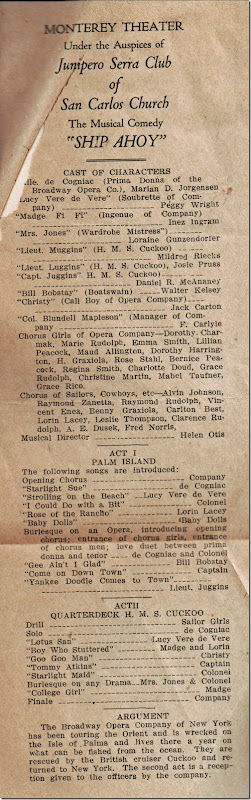 MONTEREY THEATER
Under the Auspices of
Junipero Serra Club
of
San Carlos Church
The Musical Comedy
"SH!P AHOY"
CAST OF CHARACTERS
lle. de Cogniac (Prima Donna of the
Broadway Opera Co.), Marian D. Jorgensen
Lucy Vere de Vere" (Soubrette of Com-
pany) Peggy Wright
"Madge Fi Fi" (Ingenue of Company)
Inez Ingram
"Mrs. Jones" (Wardrobe Mistress)
Loraine Gunzendorfer
"Lieut. Muggins" (H. M. S. Cuckoo)
Mildred Riecks
"Lieut. Luggins" (H. M. S. Cuckoo), Josie Pruss
"Capt. Juggins" H. M. S. Cuckoo)
Daniel R. McAnaney
"Bill Bobstay" (Boatswain) Walter Kelsey
"Christy" (Call Boy of Opera Company)
Jack Carton
"Col. Blundell Mapleson" (Manager of Com-
pany F. Carlyle
Chorus Girls of Opera Company—Dorothy Char-
mak, Marie Rudolph, Emma Smith, Lillian
Peacock, Maud Allington, Dorothy Harring-
ton, H. Graxiola, Rose Stahl, Bernice Pea-
cock, Regina Smith, Charlotte Doud, Grace
Rudolph, Christine Martin, Mabel Taufner,
Grace Rico.
Chorus of Sailors, Cowboys, etc—Alvin Johnson,
Raymond Zanetta, Raymond Rudolph, Vin-
cent Enea, Benny Graxiola, Carlton Best,
Lorin Lacey, Leslie Thompson, Clarence Ru-
dolph, A. E. Dusek, Fred Norris,
Musical Director Helen Otis
ACT I
PALM ISLAND
The following songs are introduced:
Opening Chorus Company
"Starlight Sue" de Cognac
"Strolling on the Beach" Lucy Vere de Vere
"I Could Do with a Bit" Colonel
"Rose of the Rancho" Lorin Lacey
"Baby Dolls" Baby Dolls
Burlesque on an Opera, introducing opening
chorus; entrance of chorus girls, entrance
of chorus men; love duet between prima
donna and tenor de Cognac and Colonel
"Gee Ain't I Glad" Bill Bobstay
"Come on Down Town" Captain
"Yankee Doodle Comes to Town"
Lieut. Juggins
ACT II
QUARTERDECK H. M. S. CUCKOO
Drill Sailor Girls
Solo de Cognac
"Lotus San" Lucy Vere de Vere
"Boy Who Stuttered" Madge and Lorin
"Goo Goo Man" Christy
"Tommy Atkins" Captain
"Starlight Maid" Colonel
Burlesque on any Drama Mrs. Jones & Colonel
"College Girl" Madge
Finale Company
ARGUMENT
The Broadway Opera Company of New York
has been touring the Orient and is wrecked on
the Isle of Palma and lives there a year on
what can be fished from the ocean. They are
rescued by the British cruiser Cuckoo and re-
turned to New York. The second act is a recep-
tion given to the officers by the company.